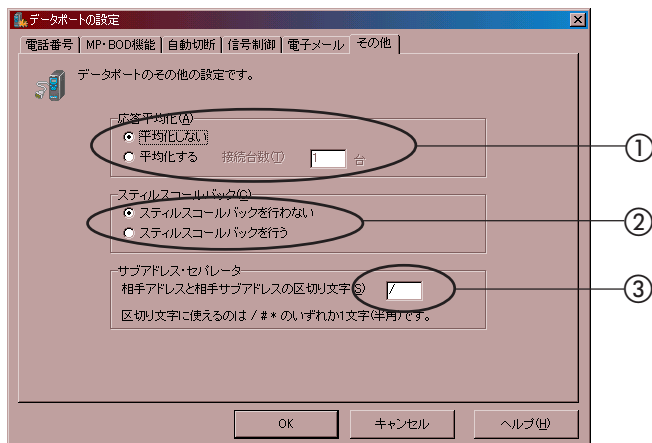 データポートの設定
電話番号 MP・BOD機能 自動切断 信号制御 電子メール その他
データポートのその他の設定です。
応答平均化(A)
平均化しない
平均化する 接続台数(T) 1 台
①
スティルスコールバック(C)
スティルスコールバックを行わない
スティルスコールバックを行う
②
サブアドレス・セパレータ
相手アドレスと相手サブアドレスの区切り文字(S) /
③
区切り文字に使えるのは / # * のいずれか1文字(半角)です。
OK キャンセル ヘルプ(H)